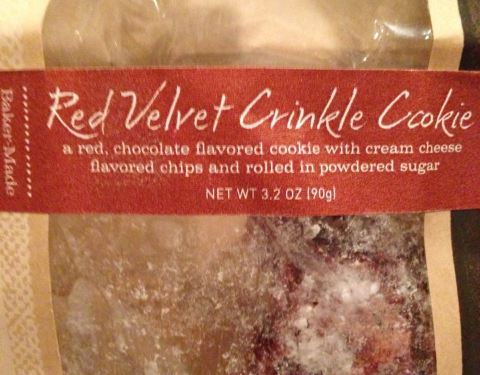 Red Velvet Crinkle Cookie
a red, chocolate flavored cookie with cream cheese
flavored chips and rolled in powdered sugar
NET WT 3.2 OZ (90g)
Baker-Made